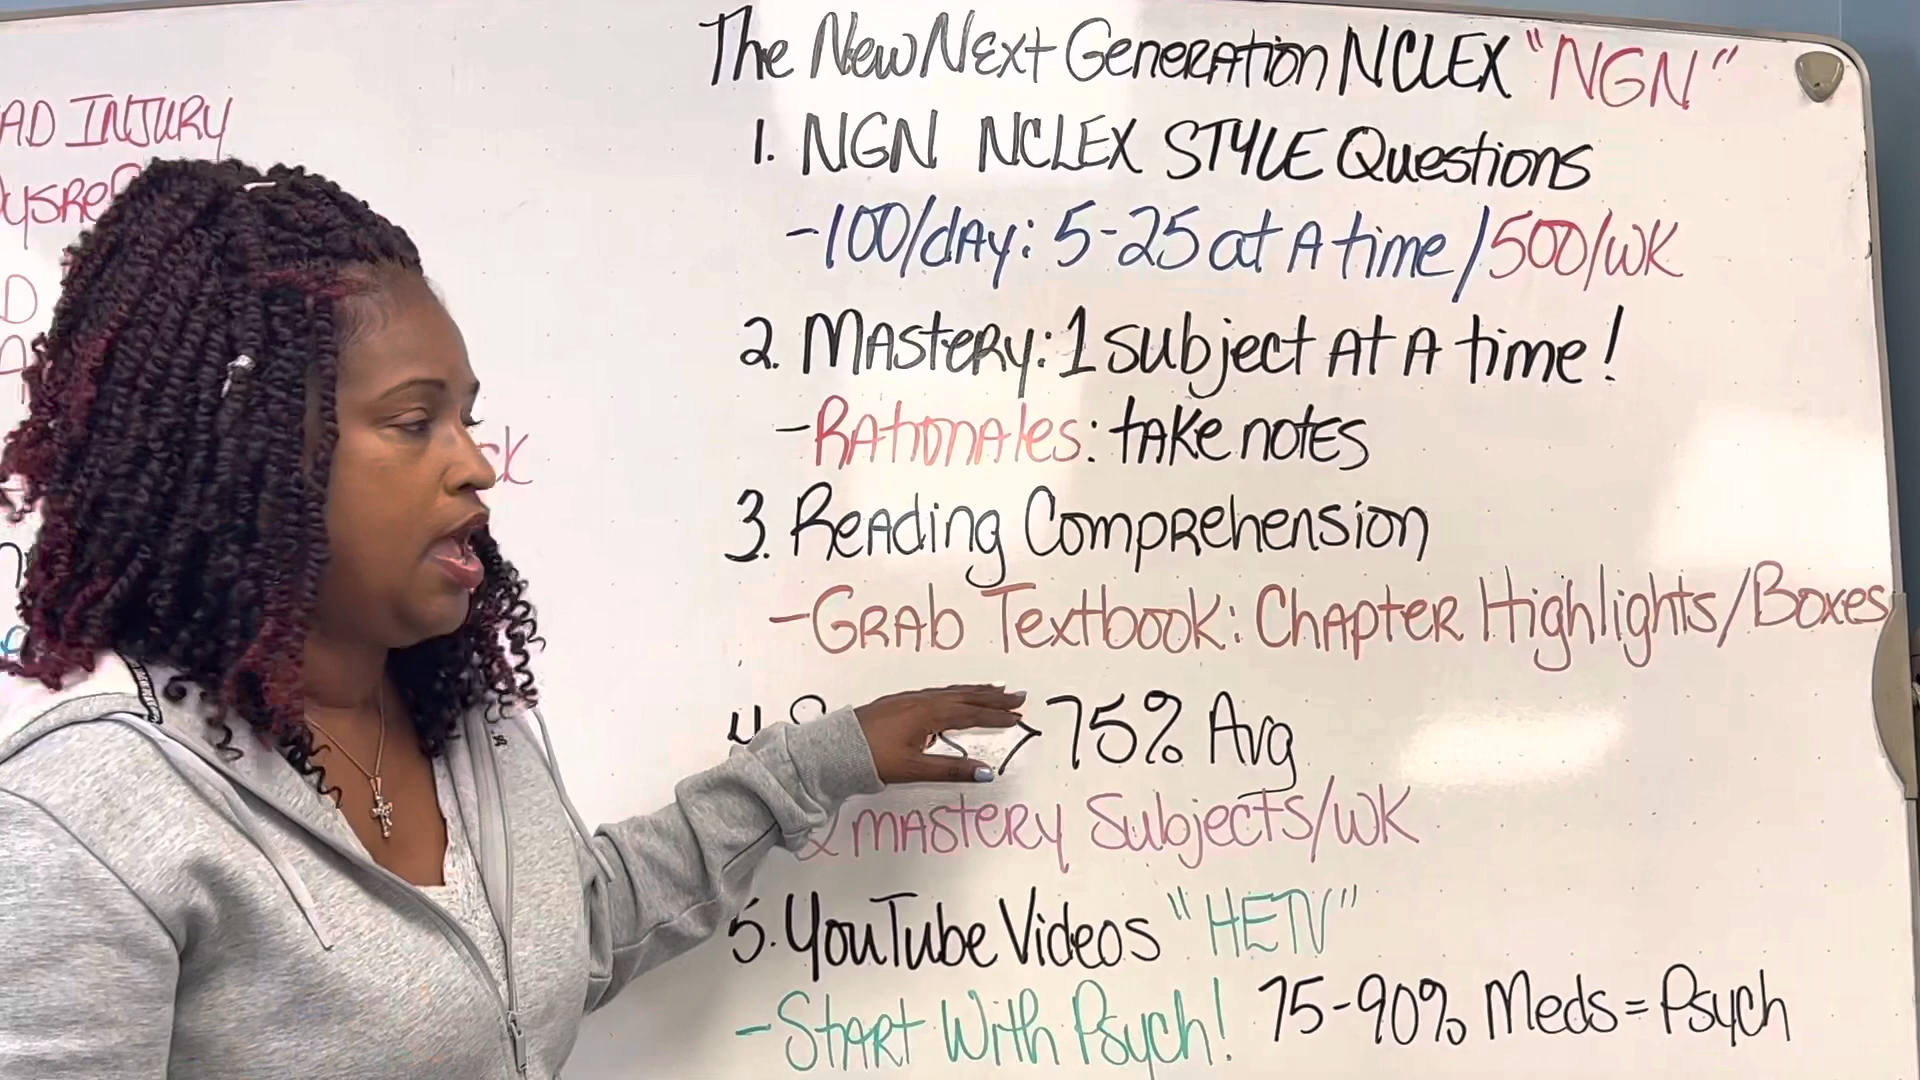 The New Next Generation NCLEX "NGN"
1. NGN NCLEX STYLE Questions
-100/day: 5-25 at A time/500/wk
2. Mastery: 1 subject At A time!
-Rationales: take notes
3. Reading Comprehension
-Grab Textbook: Chapter Highlights/Boxes
4. >75% Avg
2 mastery Subjects/wk
5. YouTube Videos "HETV"
-Start With Psych! 75-90% Meds=Psych
INJURY